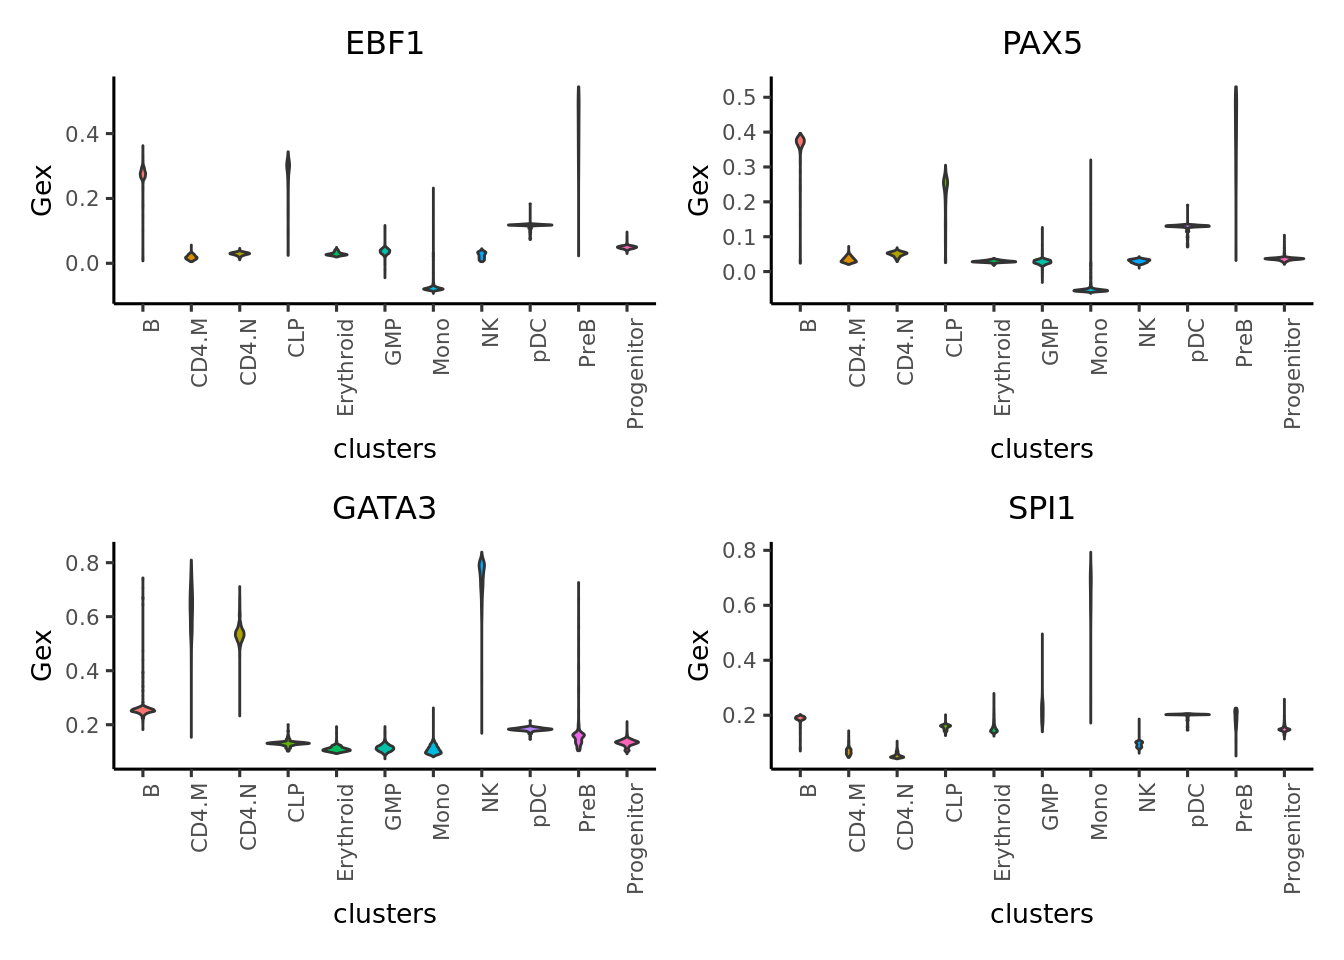 EBF1
Gex
0.4
0.2
0.0
B
CD4.M
CD4.N
CLP
Erythroid
GMP
Mono
NK
pDC
PreB
Progenitor
clusters
PAX5
Gex
0.5
0.4
0.3
0.2
0.1
0.0
B
CD4.M
CD4.N
CLP
Erythroid
GMP
Mono
NK
pDC
PreB
Progenitor
clusters
GATA3
Gex
0.8
0.6
0.4
0.2
B
CD4.M
CD4.N
CLP
Erythroid
GMP
Mono
NK
pDC
PreB
Progenitor
clusters
SPI1
Gex
0.8
0.6
0.4
0.2
B
CD4.M
CD4.N
CLP
Erythroid
GMP
Mono
NK
pDC
PreB
Progenitor
clusters